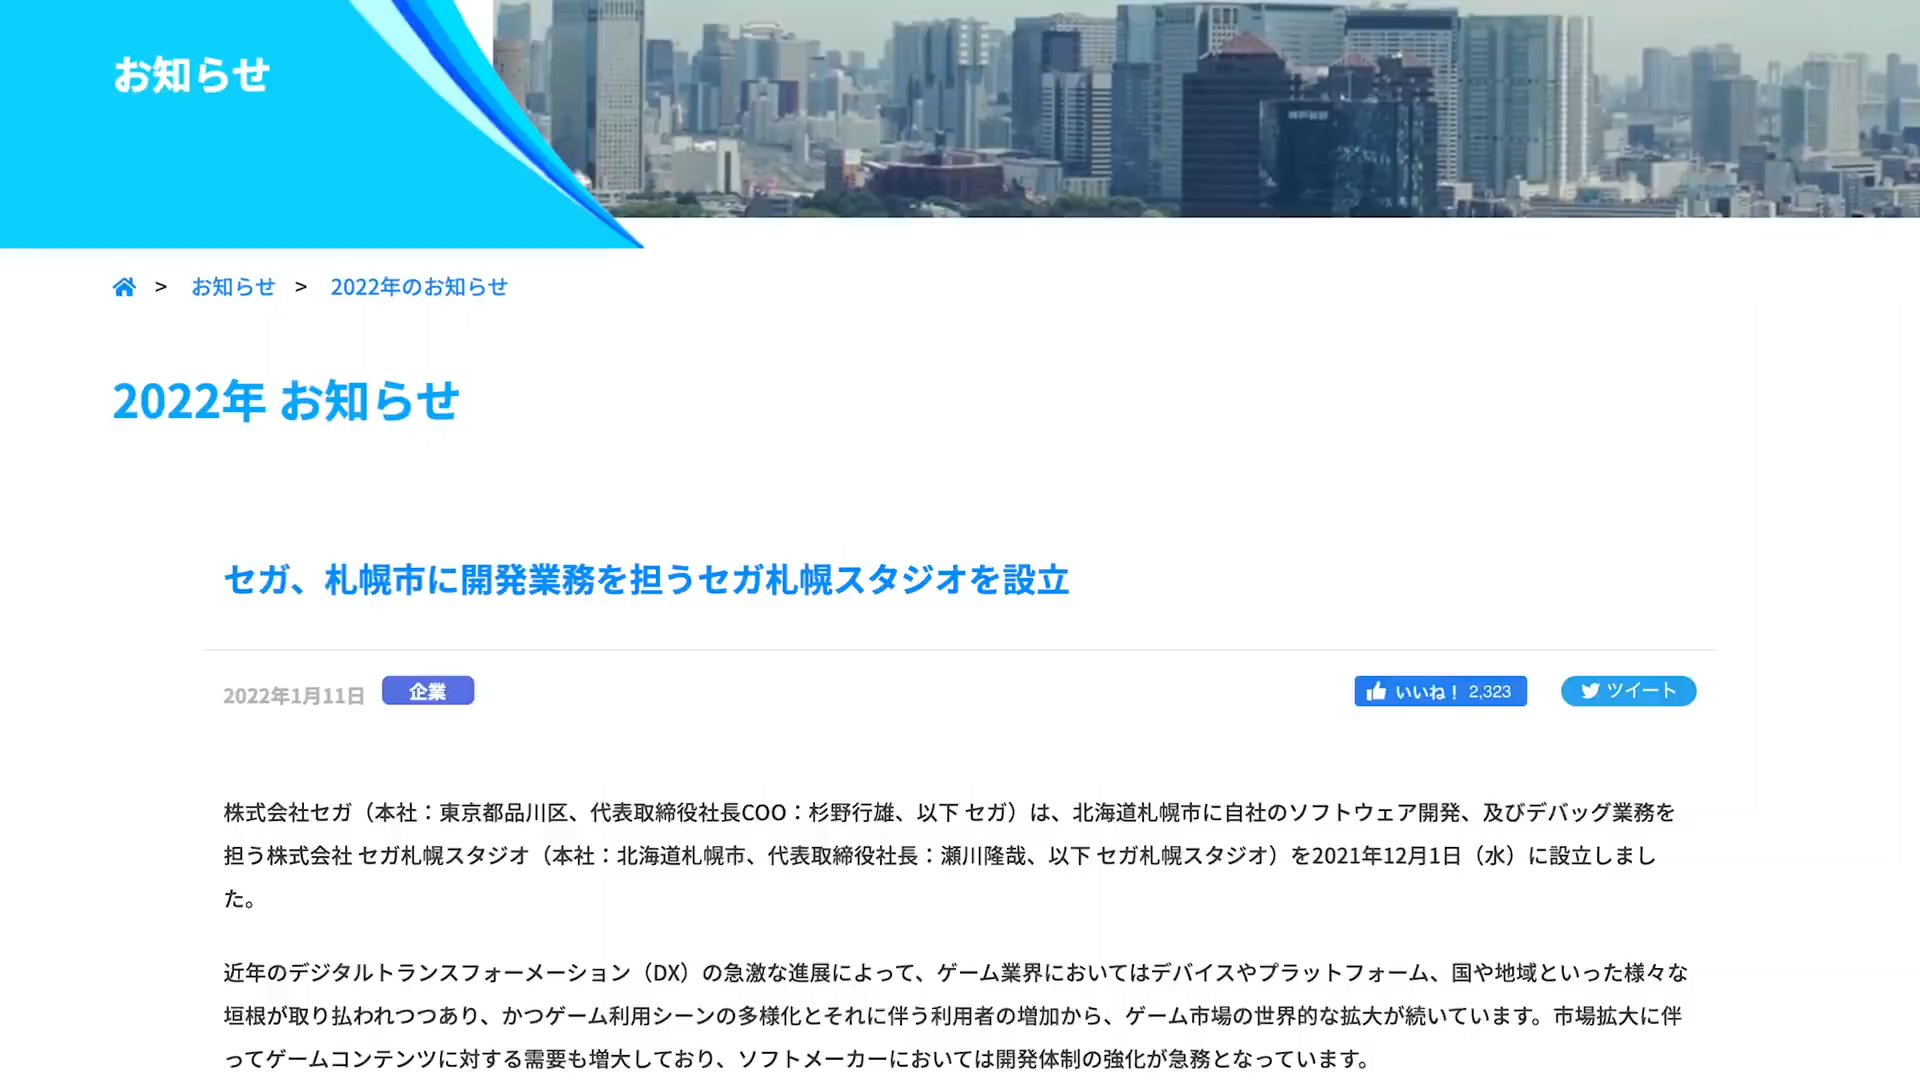 お知らせ
> お知らせ > 2022年のお知らせ
2022年 お知らせ
セガ、札幌市に開発業務を担うセガ札幌スタジオを設立
2022年1月11日 企業 いいね！ 2,323 ツイート
株式会社セガ（本社：東京都品川区、代表取締役社長COO：杉野行雄、以下 セガ）は、北海道札幌市に自社のソフトウェア開発、及びデバッグ業務を
担う株式会社 セガ札幌スタジオ（本社：北海道札幌市、代表取締役社長：瀬川隆哉、以下 セガ札幌スタジオ）を2021年12月1日（水）に設立しまし
た。
近年のデジタルトランスフォーメーション（DX）の急激な進展によって、ゲーム業界においてはデバイスやプラットフォーム、国や地域といった様々な
垣根が取り払われつつあり、かつゲーム利用シーンの多様化とそれに伴う利用者の増加から、ゲーム市場の世界的な拡大が続いています。市場拡大に伴
ってゲームコンテンツに対する需要も増大しており、ソフトメーカーにおいては開発体制の強化が急務となっています。